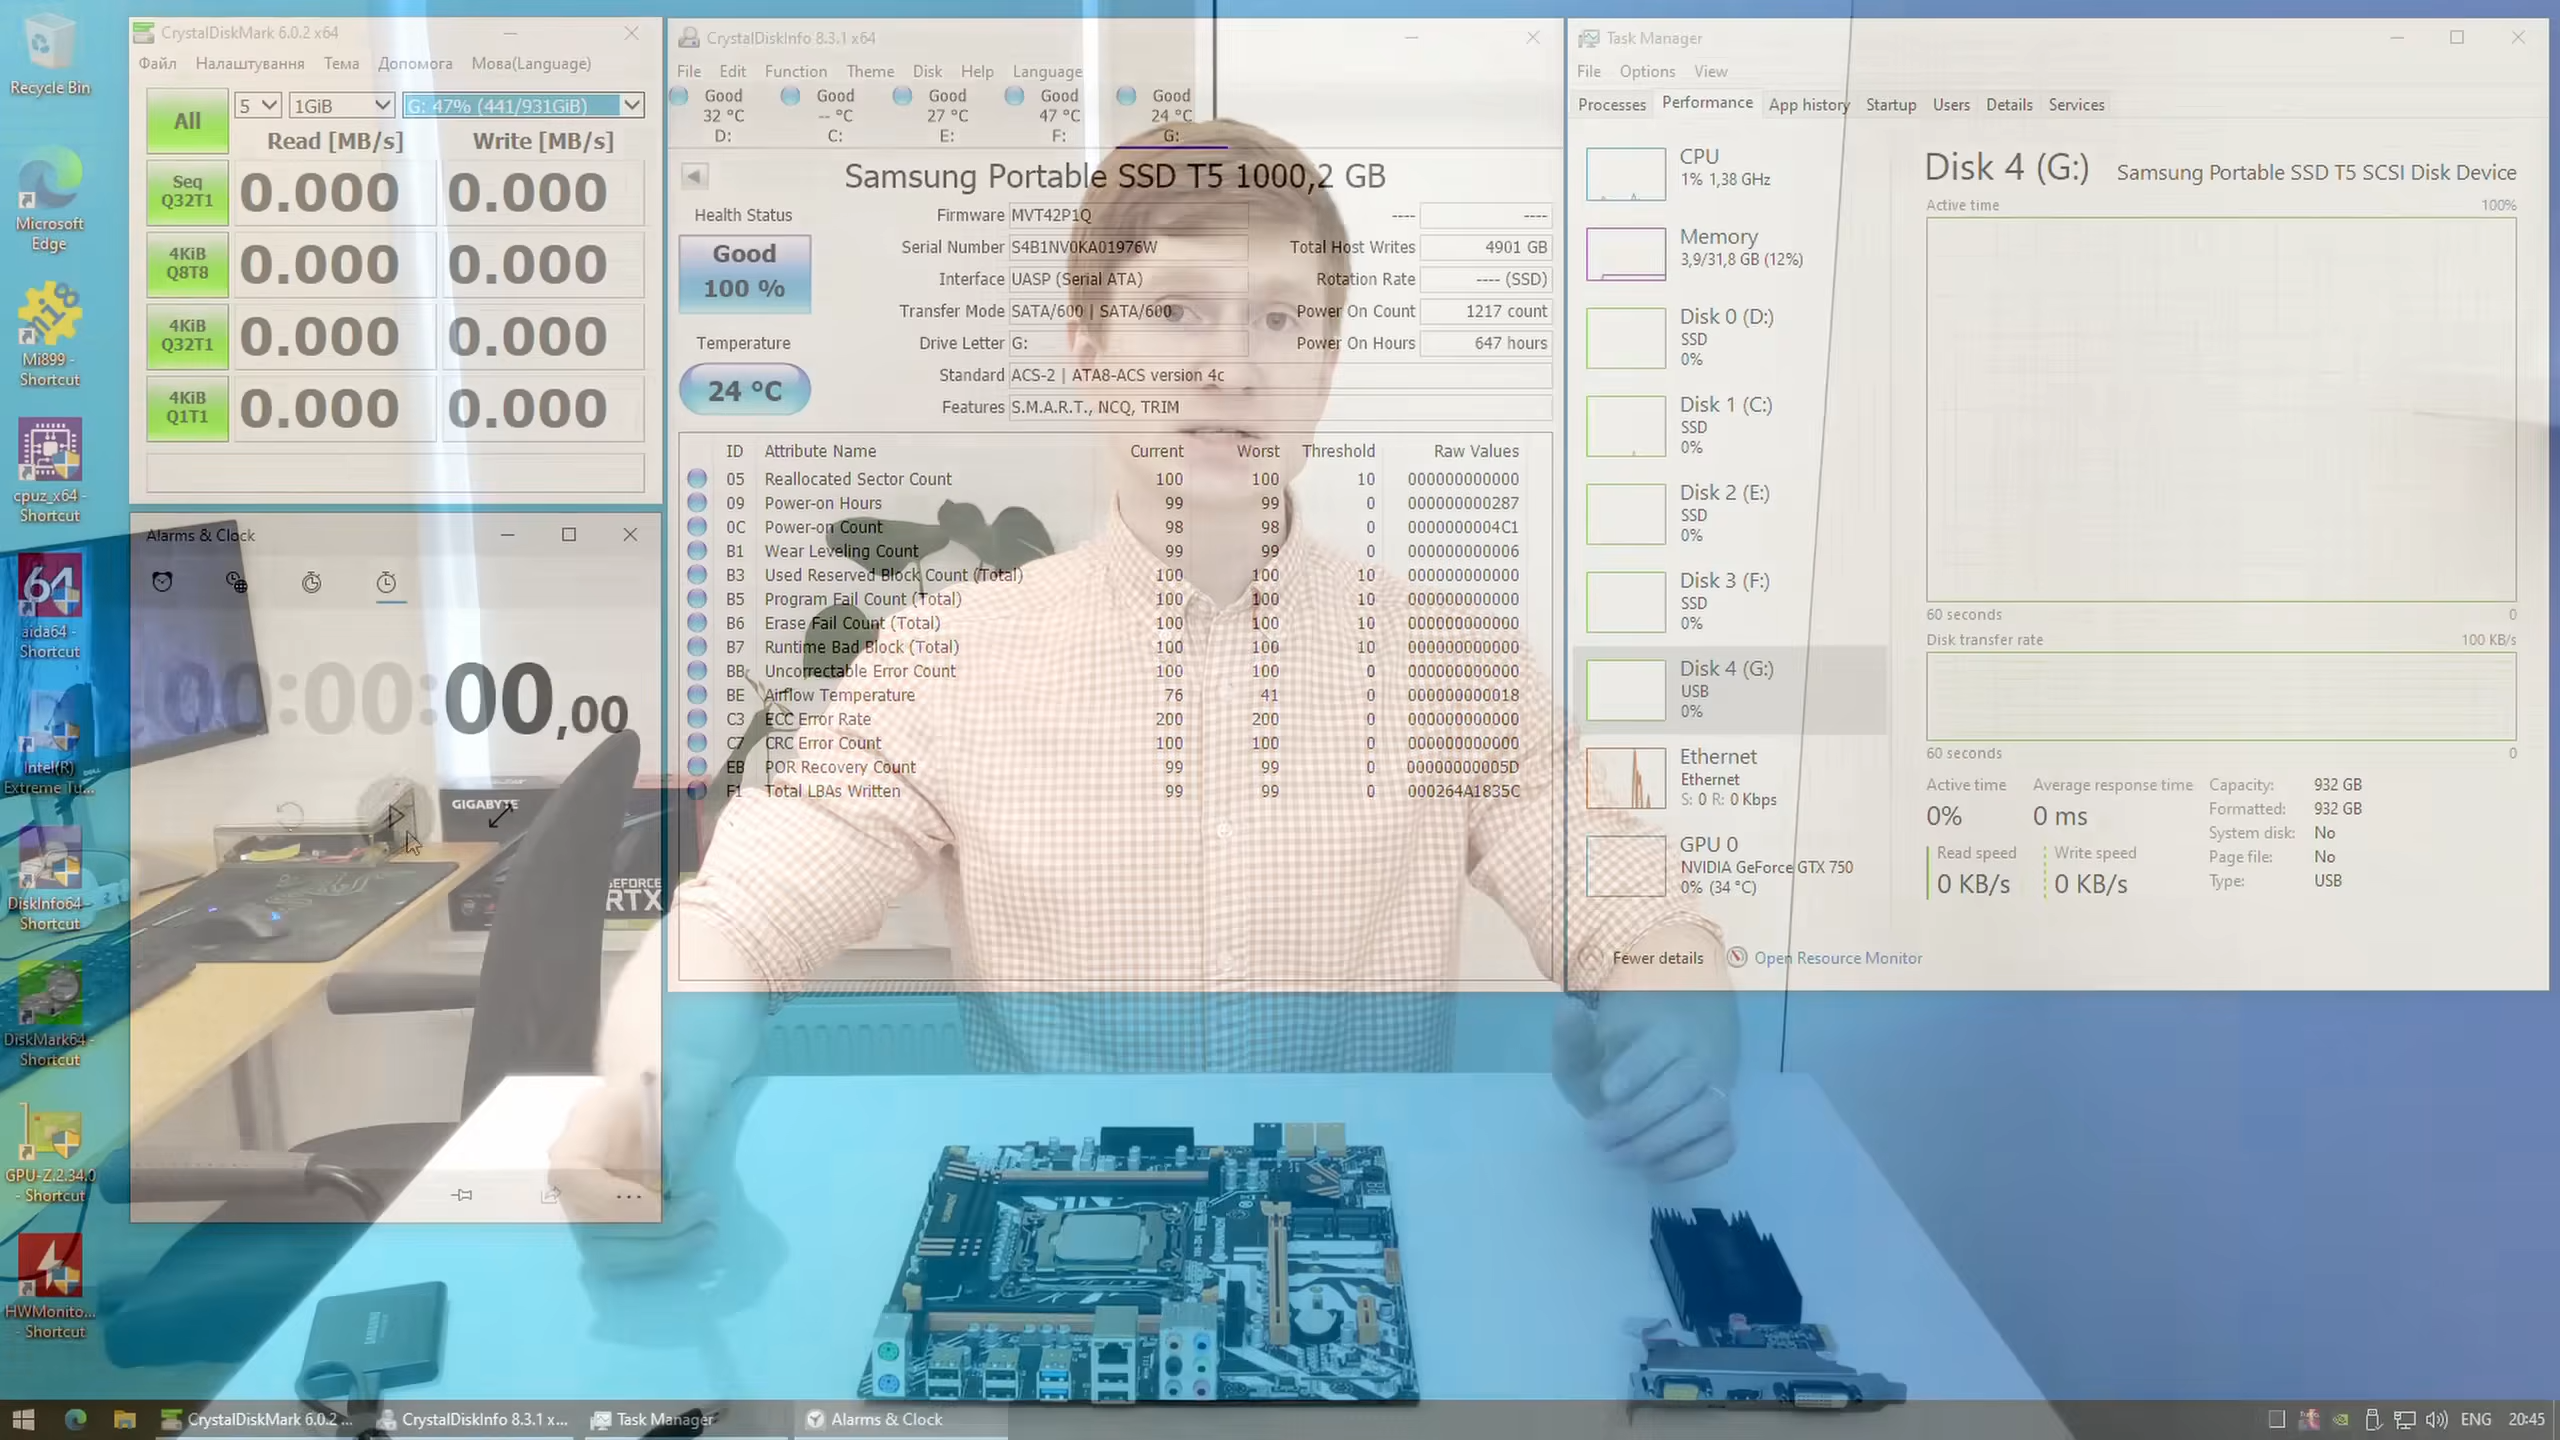 Recycle Bin
Microsoft
Edge
Mi899 -
Shortcut
cpuz_x64 -
Shortcut
64
aida64 -
Shortcut
Intel(R)
Extreme Tu...
DiskInfo64 -
Shortcut
DiskMark64 -
Shortcut
GPU-Z.2.34.0
- Shortcut
HWMonito...
- Shortcut
CrystalDiskMark 6.0.2 x64
Файл Налаштування Тема Допомога Мова(Language)
All 5 1GiB G: 47% (441/931GiB)
Read [MB/s] Write [MB/s]
Seq
Q32T1
0.000 0.000
4KiB
Q8T8
0.000 0.000
4KiB
Q32T1
0.000 0.000
4KiB
Q1T1
0.000 0.000
Alarms & Clock
00:00:00,00
GIGABYTE
GEFORCE
RTX
CrystalDiskInfo 8.3.1 x64
File Edit Function Theme Disk Help Language
Good Good Good Good Good
32 °C -- °C 27 °C 47 °C 24 °C
D: C: E: F: G:
Samsung Portable SSD T5 1000,2 GB
Health Status
Good
100 %
Temperature
24 °C
Firmware MVT42P1Q ---- ----
Serial Number S4B1NV0KA01976W Total Host Writes 4901 GB
Interface UASP (Serial ATA) Rotation Rate ---- (SSD)
Transfer Mode SATA/600 | SATA/600 Power On Count 1217 count
Drive Letter G: Power On Hours 647 hours
Standard ACS-2 | ATA8-ACS version 4c
Features S.M.A.R.T., NCQ, TRIM
ID Attribute Name Current Worst Threshold Raw Values
05 Reallocated Sector Count 100 100 10 000000000000
09 Power-on Hours 99 99 0 000000000287
0C Power-on Count 98 98 0 0000000004C1
B1 Wear Leveling Count 99 99 0 000000000006
B3 Used Reserved Block Count (Total) 100 100 10 000000000000
B5 Program Fail Count (Total) 100 100 10 000000000000
B6 Erase Fail Count (Total) 100 100 10 000000000000
B7 Runtime Bad Block (Total) 100 100 10 000000000000
BB Uncorrectable Error Count 100 100 0 000000000000
BE Airflow Temperature 76 41 0 000000000018
C3 ECC Error Rate 200 200 0 000000000000
C7 CRC Error Count 100 100 0 000000000000
EB POR Recovery Count 99 99 0 00000000005D
F1 Total LBAs Written 99 99 0 000264A1835C
Task Manager
File Options View
Processes Performance App history Startup Users Details Services
CPU
1% 1,38 GHz
Memory
3,9/31,8 GB (12%)
Disk 0 (D:)
SSD
0%
Disk 1 (C:)
SSD
0%
Disk 2 (E:)
SSD
0%
Disk 3 (F:)
SSD
0%
Disk 4 (G:)
USB
0%
Ethernet
Ethernet
S: 0 R: 0 Kbps
GPU 0
NVIDIA GeForce GTX 750
0% (34 °C)
Disk 4 (G:) Samsung Portable SSD T5 SCSI Disk Device
Active time 100%
60 seconds 0
Disk transfer rate 100 KB/s
60 seconds 0
Active time
0%
Average response time
0 ms
Read speed
0 KB/s
Write speed
0 KB/s
Capacity: 932 GB
Formatted: 932 GB
System disk: No
Page file: No
Type: USB
Fewer details Open Resource Monitor
SAMSUNG
CrystalDiskMark 6.0.2 ... CrystalDiskInfo 8.3.1 x... Task Manager Alarms & Clock ENG 20:45